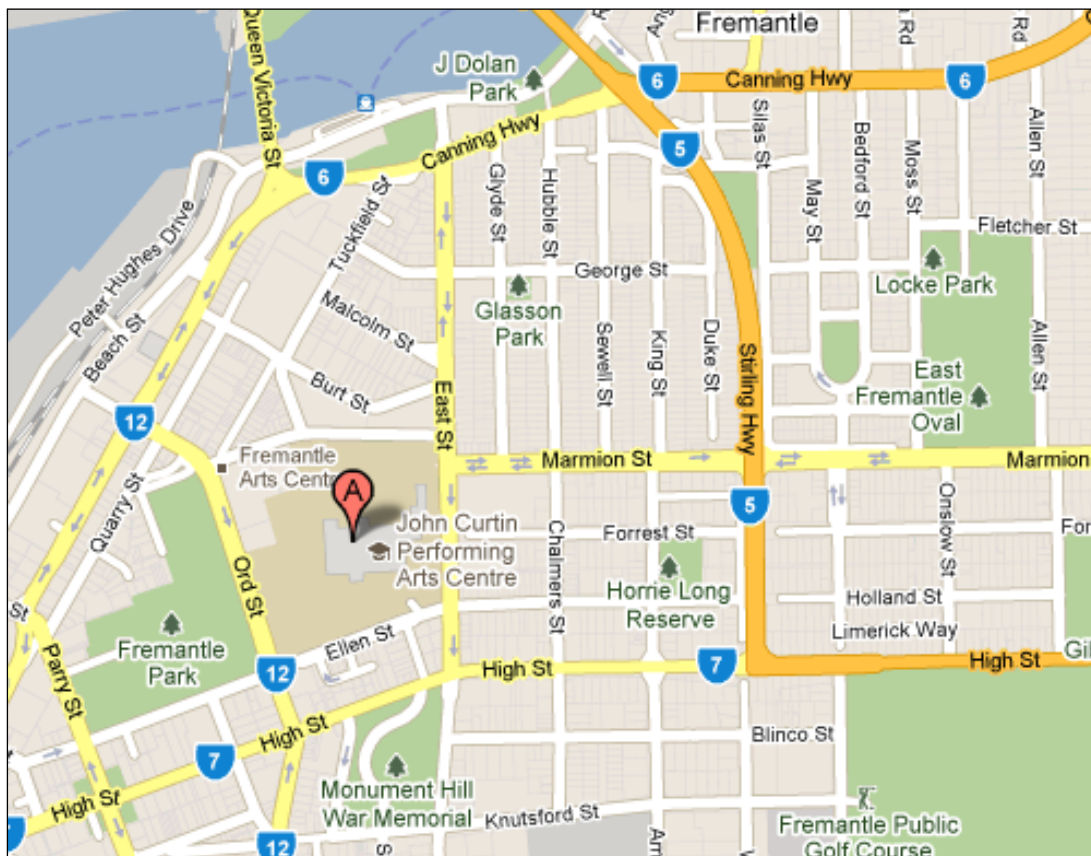 Queen Victoria St
Fremantle
Rd
Rd
J Dolan
Park
6
Canning Hwy
6
Canning Hwy
5
6
Silas St
Bedford St
Moss St
Allen St
May St
Glyde St
Hubble St
Tuckfield St
Peter Hughes Drive
Fletcher St
George St
Locke Park
Glasson
Park
Malcolm St
Beach St
Sewell St
King St
Duke St
Stirling Hwy
Allen St
East
Fremantle
Oval
Burt St
East St
12
Fremantle
Arts Centre
Marmion St
Marmion
A
Quarry St
5
Onslow St
John Curtin
Performing
Arts Centre
Forrest St
For
Chalmers St
Horrie Long
Reserve
Ord St
Holland St
St
Ellen St
Limerick Way
Fremantle
Park
Parry St
12
High St
7
High St
Gil
High St
7
Blinco St
Monument Hill
War Memorial
High St
Knutsford St
Fremantle Public
Golf Course
12
S
Am